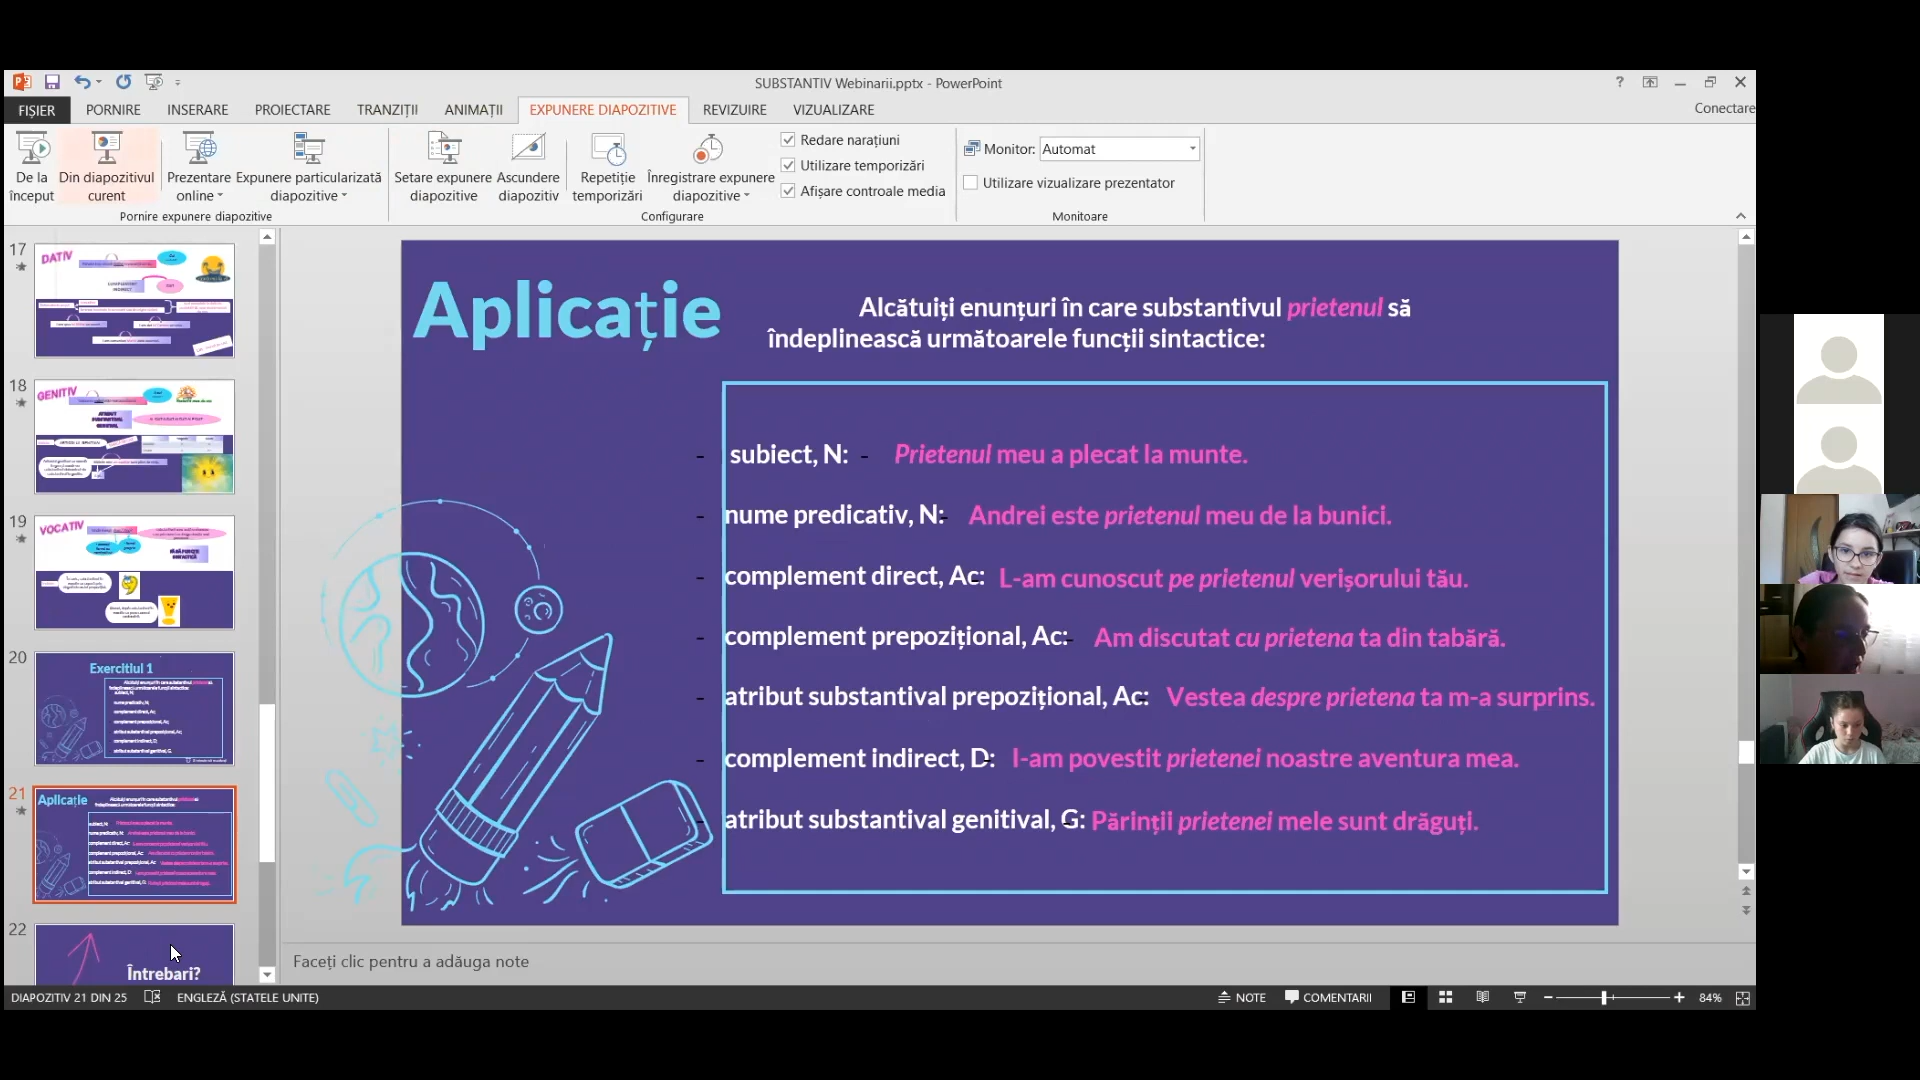 SUBSTANTIV Webinarii.pptx - PowerPoint
?
FIȘIER PORNIRE INSERARE PROIECTARE TRANZIȚII ANIMAȚII EXPUNERE DIAPOZITIVE REVIZUIRE VIZUALIZARE Conectare
De la început
Din diapozitivul curent
Prezentare online
Expunere particularizată diapozitive
Setare expunere diapozitive
Ascundere diapozitiv
Repetiție temporizări
Înregistrare expunere diapozitive
Redare narațiuni
Utilizare temporizări
Afișare controale media
Monitor: Automat
Utilizare vizualizare prezentator
Pornire expunere diapozitive
Configurare
Monitoare
17
DATIV
18
GENITIV
19
VOCATIV
20
Exercitiul 1
21
Aplicație
22
Întrebari?
Aplicație
Alcătuiți enunțuri în care substantivul prietenul să
îndeplinească următoarele funcții sintactice:
- subiect, N: - Prietenul meu a plecat la munte.
- nume predicativ, N: Andrei este prietenul meu de la bunici.
- complement direct, Ac: L-am cunoscut pe prietenul verișorului tău.
- complement prepozițional, Ac: Am discutat cu prietena ta din tabără.
- atribut substantival prepozițional, Ac: Vestea despre prietena ta m-a surprins.
- complement indirect, D: I-am povestit prietenei noastre aventura mea.
- atribut substantival genitival, G: Părinții prietenei mele sunt drăguți.
Faceți clic pentru a adăuga note
DIAPOZITIV 21 DIN 25 ENGLEZĂ (STATELE UNITE) NOTE COMENTARII 84%